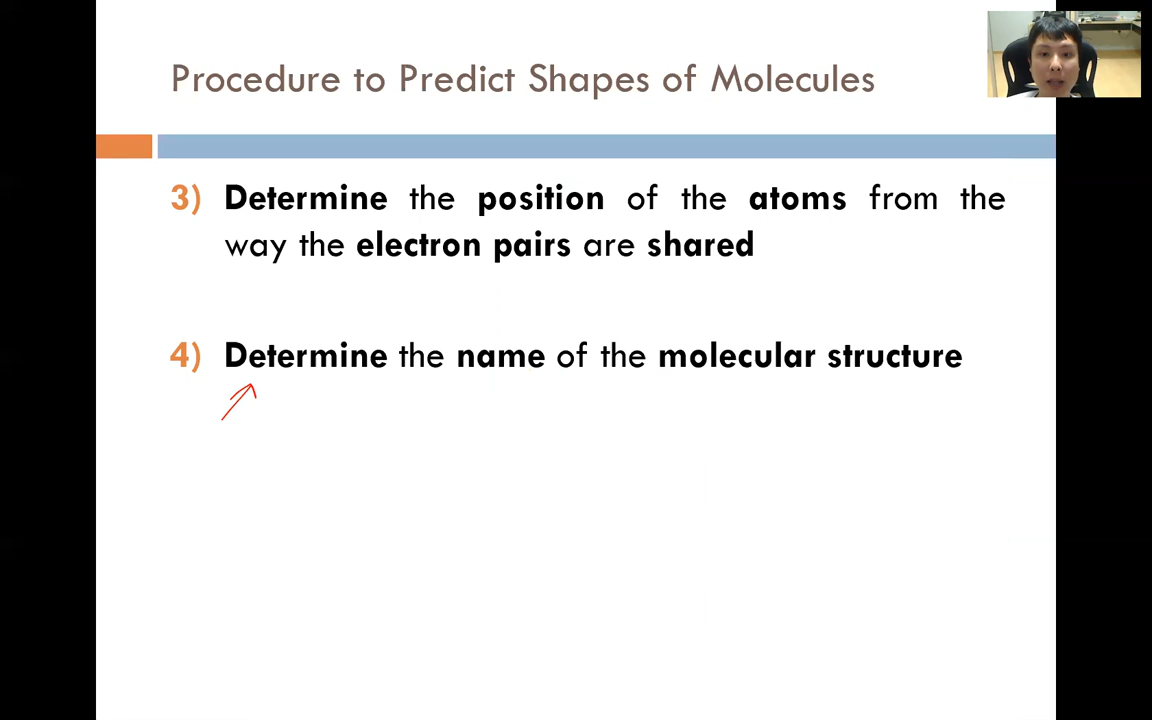 Procedure to Predict Shapes of Molecules
3) Determine the position of the atoms from the
way the electron pairs are shared
4) Determine the name of the molecular structure